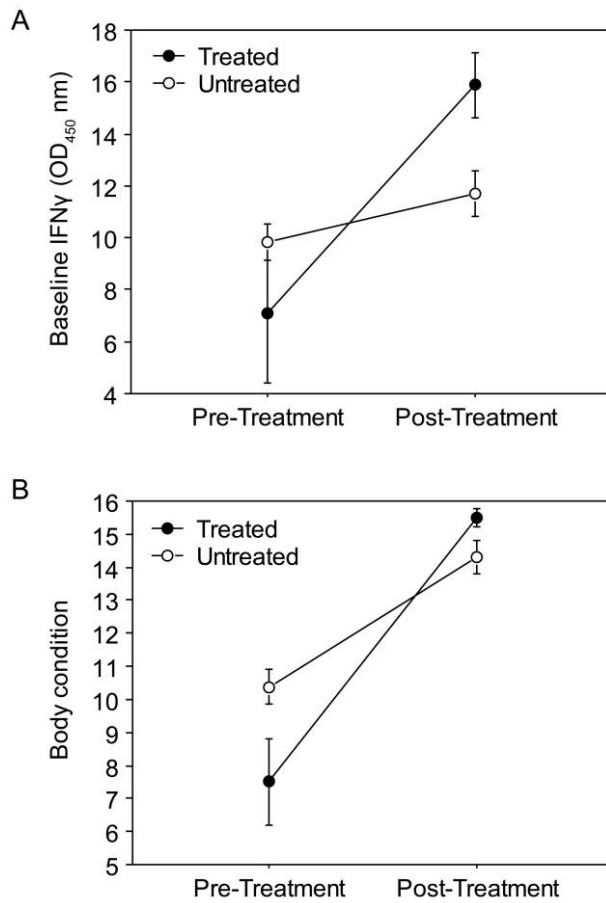 A
Baseline IFNγ (OD450 nm)
18
16
14
12
10
8
6
4
Treated
Untreated
Pre-Treatment Post-Treatment
B
Body condition
16
15
14
13
12
11
10
9
8
7
6
5
Treated
Untreated
Pre-Treatment Post-Treatment